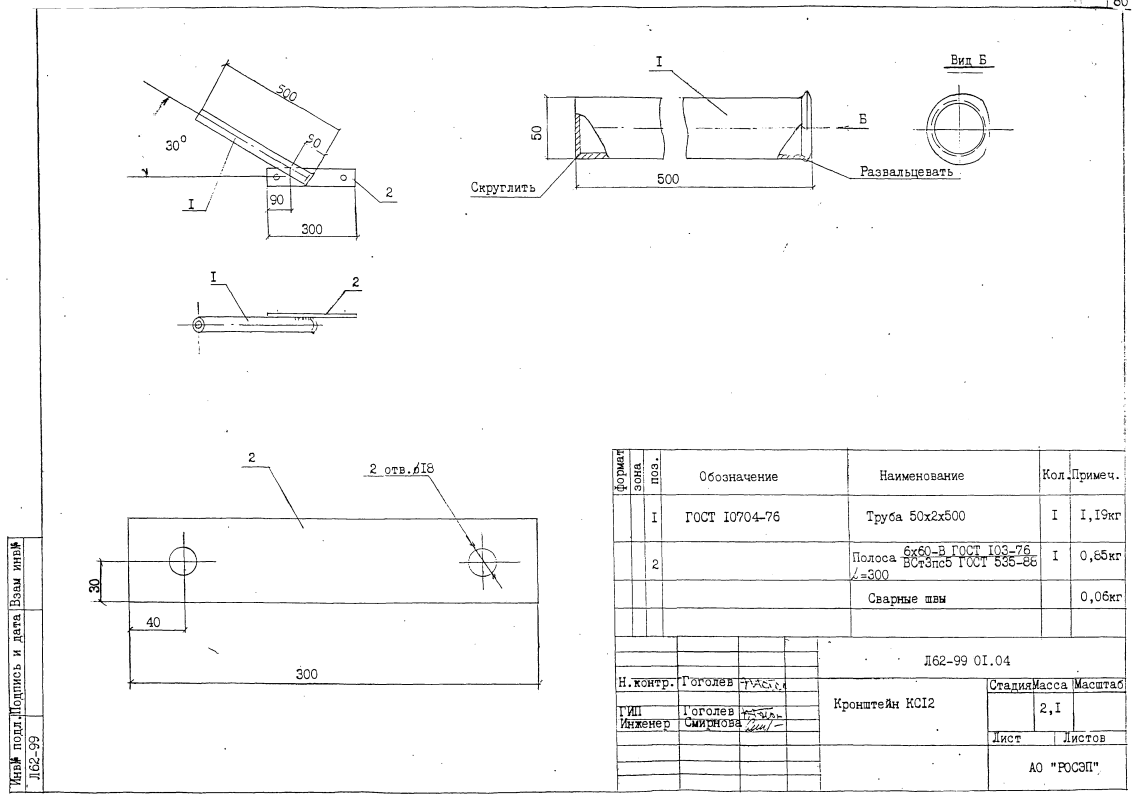 80
500
50
30°
I
2
90
300
I
2
I
Вид Б
50
Б
Скруглить
500
Развальцевать
2
2 отв.⌀I8
30
40
300
формат
зона
поз.
Обозначение
Наименование
Кол.
Примеч.
I
ГОСТ I0704-76
Труба 50х2х500
I
I,I9кг
2
Полоса 6х60-В ГОСТ I03-76
ВСт3пс5 ГОСТ 535-88
L=300
I
0,85кг
Сварные швы
0,06кг
Л62-99 0I.04
Н.контр. Гоголев
ГИП Гоголев
Инженер Смирнова
Кронштейн КСI2
Стадия Масса Масштаб
2,I
Лист Листов
АО "РОСЭП"
Инв№ подл. Подпись и дата Взам инв№
Л62-99